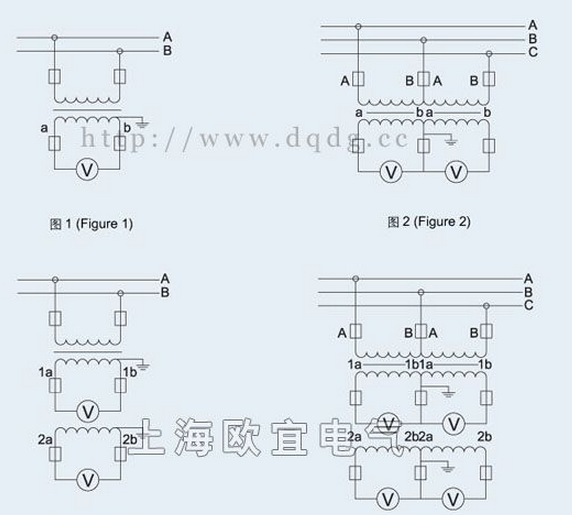 A
B
a b
V
图1 (Figure 1)
A
B
C
A B A B
a b a b
V V
图2 (Figure 2)
http://www.dqdg.cc
A
B
1a 1b
V
2a 2b
V
A
B
C
A B A B
1a 1b 1a 1b
V V
2a 2b 2a 2b
V V
上海欧宜电气